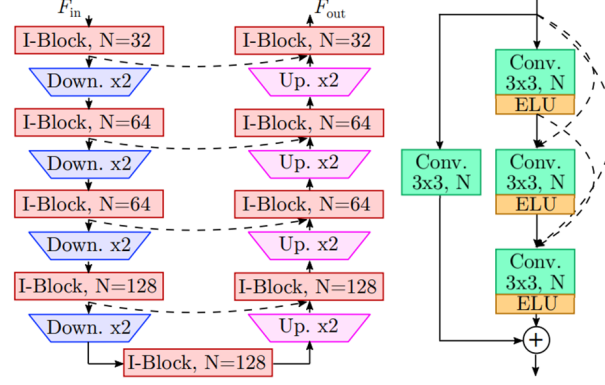 F_in
F_out
I-Block, N=32
I-Block, N=32
Down. x2
Up. x2
I-Block, N=64
I-Block, N=64
Down. x2
Up. x2
I-Block, N=64
I-Block, N=64
Down. x2
Up. x2
I-Block, N=128
I-Block, N=128
Down. x2
Up. x2
I-Block, N=128
Conv.
3x3, N
ELU
Conv.
3x3, N
Conv.
3x3, N
ELU
Conv.
3x3, N
ELU
+